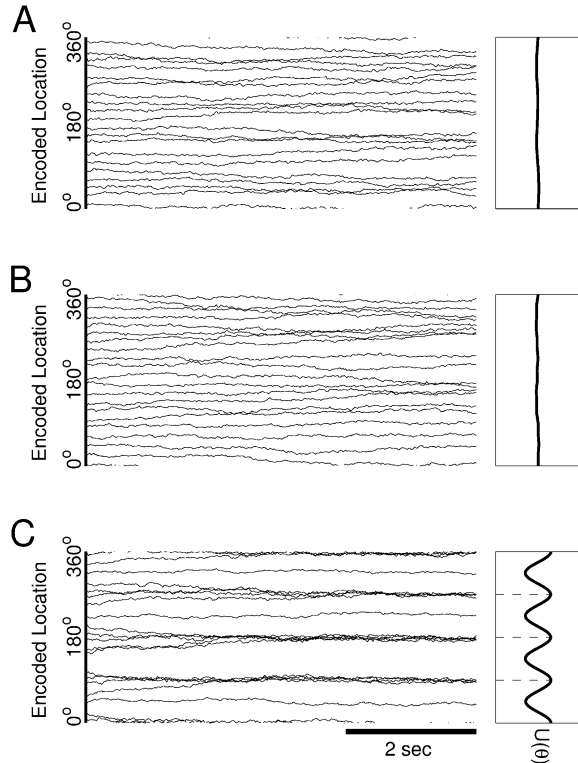 A
Encoded Location
360°
180°
0°
B
Encoded Location
360°
180°
0°
C
Encoded Location
360°
180°
0°
2 sec
U(θ)